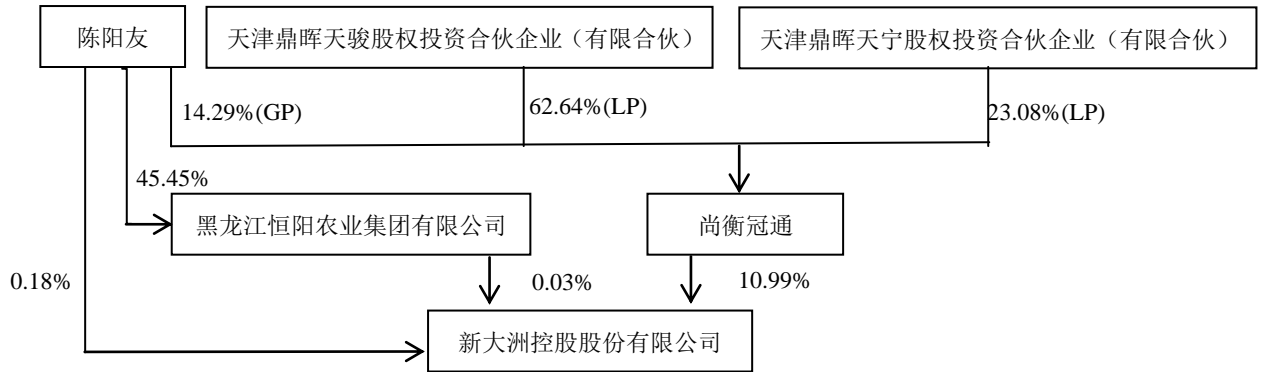 陈阳友
天津鼎晖天骏股权投资合伙企业（有限合伙）
天津鼎晖天宁股权投资合伙企业（有限合伙）
14.29%(GP)
62.64%(LP)
23.08%(LP)
45.45%
黑龙江恒阳农业集团有限公司
尚衡冠通
0.18%
0.03%
10.99%
新大洲控股股份有限公司